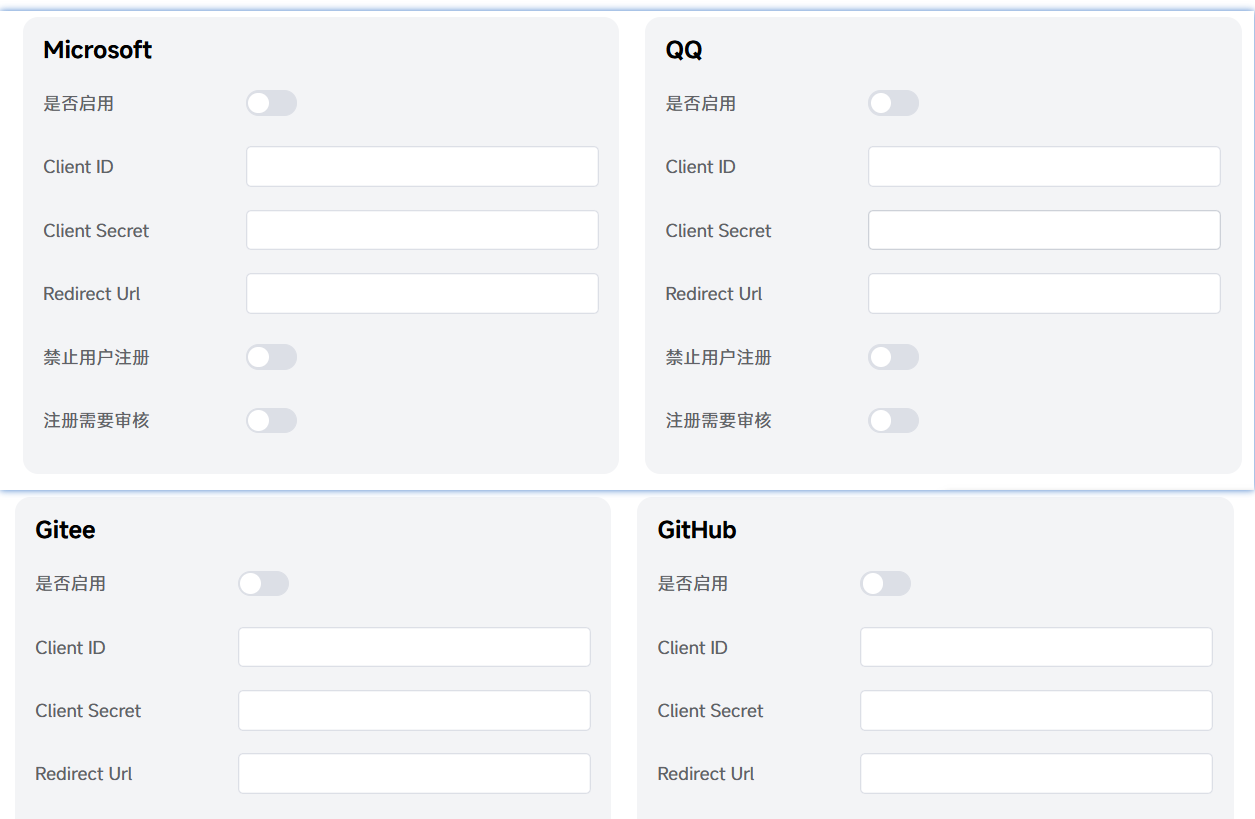 Microsoft
是否启用
Client ID
Client Secret
Redirect Url
禁止用户注册
注册需要审核
QQ
是否启用
Client ID
Client Secret
Redirect Url
禁止用户注册
注册需要审核
Gitee
是否启用
Client ID
Client Secret
Redirect Url
GitHub
是否启用
Client ID
Client Secret
Redirect Url